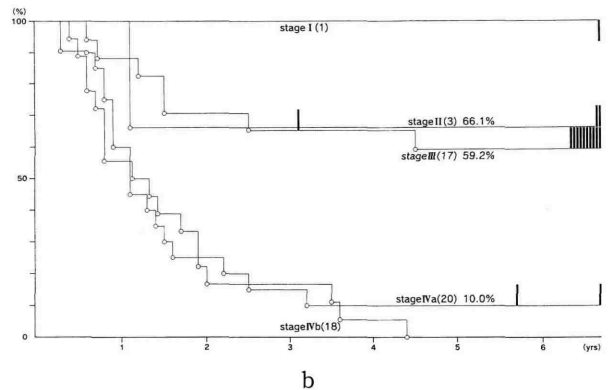 (%)
100
stage I (1)
stage II (3) 66.1%
stage III (17) 59.2%
50
stage IVa (20) 10.0%
stage IVb (18)
0
1 2 3 4 5 6 (yrs)
b